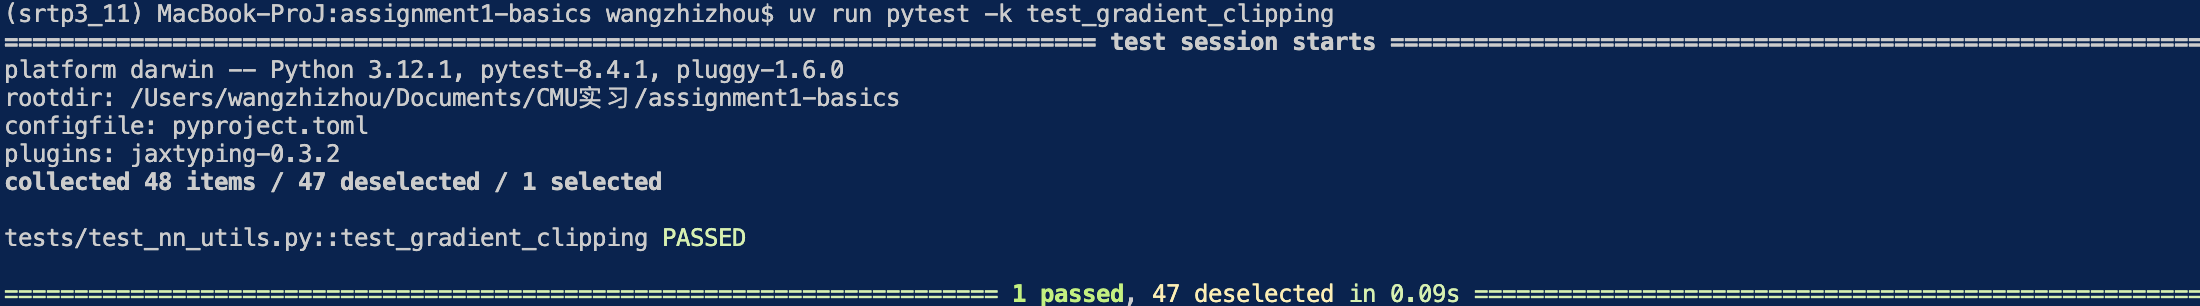 (srtp3_11) MacBook-ProJ:assignment1-basics wangzhizhou$ uv run pytest -k test_gradient_clipping
============================================================================== test session starts ==========================================================
platform darwin -- Python 3.12.1, pytest-8.4.1, pluggy-1.6.0
rootdir: /Users/wangzhizhou/Documents/CMU实习/assignment1-basics
configfile: pyproject.toml
plugins: jaxtyping-0.3.2
collected 48 items / 47 deselected / 1 selected
tests/test_nn_utils.py::test_gradient_clipping PASSED
======================================================================= 1 passed, 47 deselected in 0.09s ====================================================